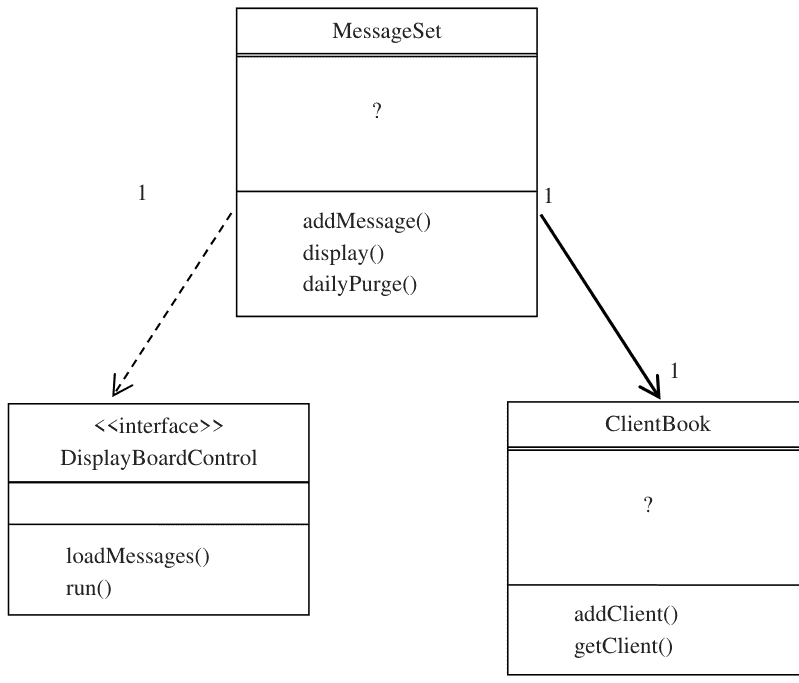 MessageSet
?
1
1
addMessage()
display()
dailyPurge()
1
<<interface>>
DisplayBoardControl
loadMessages()
run()
ClientBook
?
addClient()
getClient()